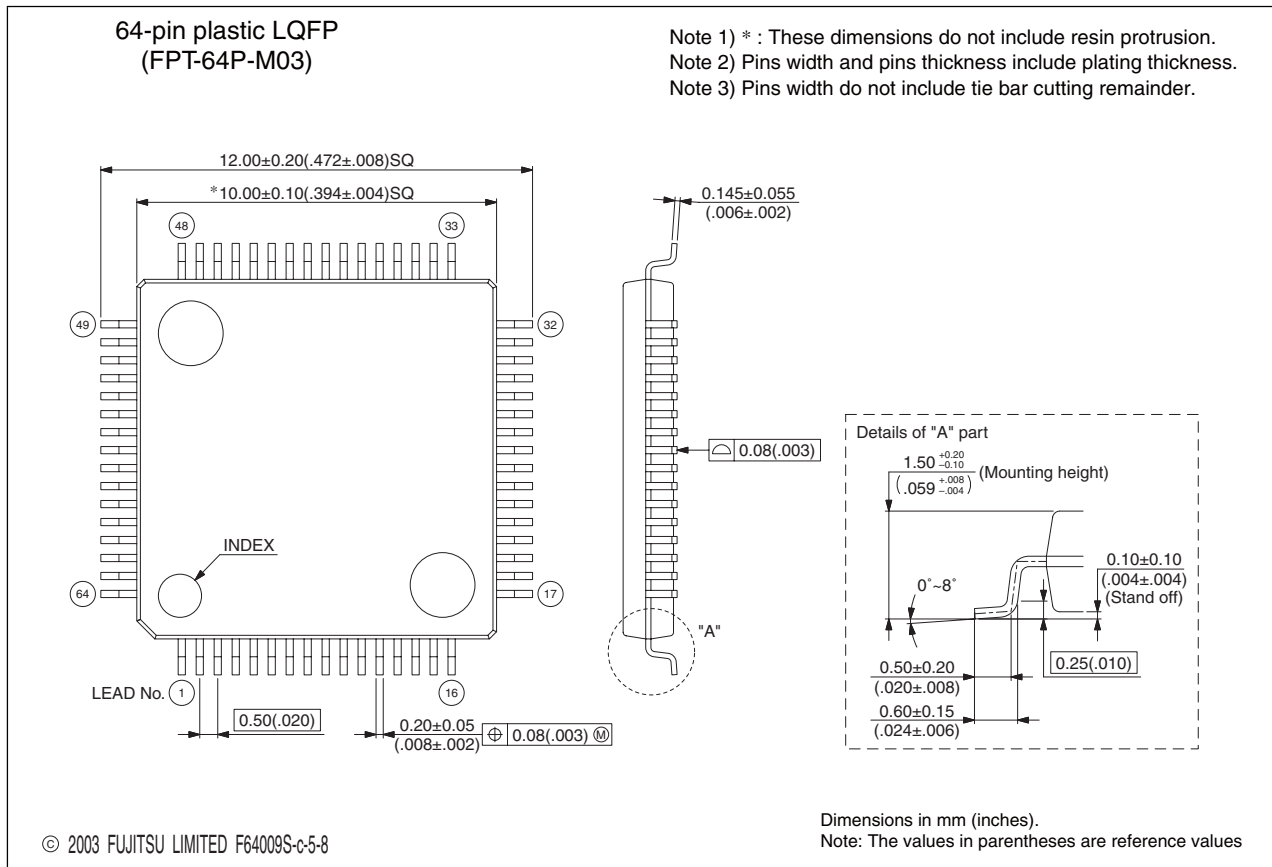 64-pin plastic LQFP
(FPT-64P-M03)
Note 1) * : These dimensions do not include resin protrusion.
Note 2) Pins width and pins thickness include plating thickness.
Note 3) Pins width do not include tie bar cutting remainder.
12.00±0.20(.472±.008)SQ
*10.00±0.10(.394±.004)SQ
0.145±0.055
(.006±.002)
48
33
49
32
0.08(.003)
INDEX
64
17
"A"
LEAD No.
1
16
0.50(.020)
0.20±0.05
(.008±.002)
⌖ 0.08(.003) Ⓜ
Details of "A" part
1.50 +0.20 −0.10 (Mounting height)
(.059 +.008 −.004)
0°~8°
0.10±0.10
(.004±.004)
(Stand off)
0.50±0.20
(.020±.008)
0.25(.010)
0.60±0.15
(.024±.006)
© 2003 FUJITSU LIMITED F64009S-c-5-8
Dimensions in mm (inches).
Note: The values in parentheses are reference values